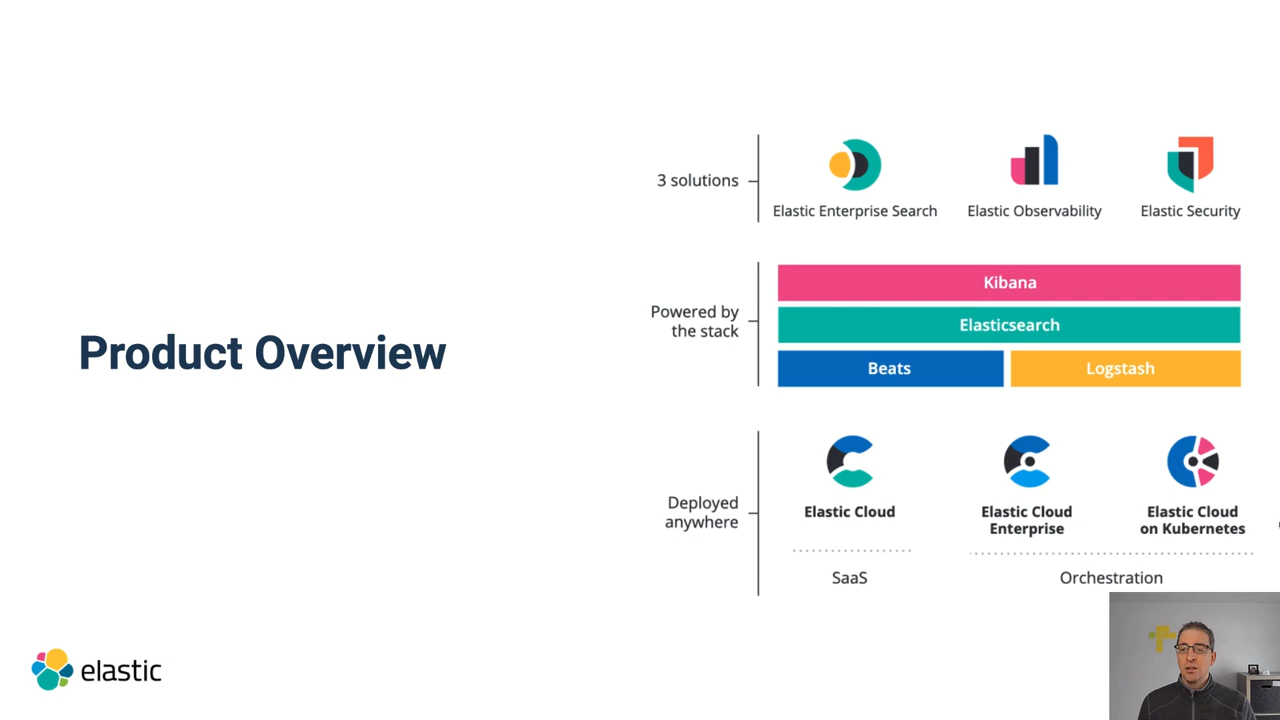 Product Overview
3 solutions
Elastic Enterprise Search
Elastic Observability
Elastic Security
Powered by
the stack
Kibana
Elasticsearch
Beats
Logstash
Deployed
anywhere
Elastic Cloud
Elastic Cloud
Enterprise
Elastic Cloud
on Kubernetes
SaaS
Orchestration
elastic